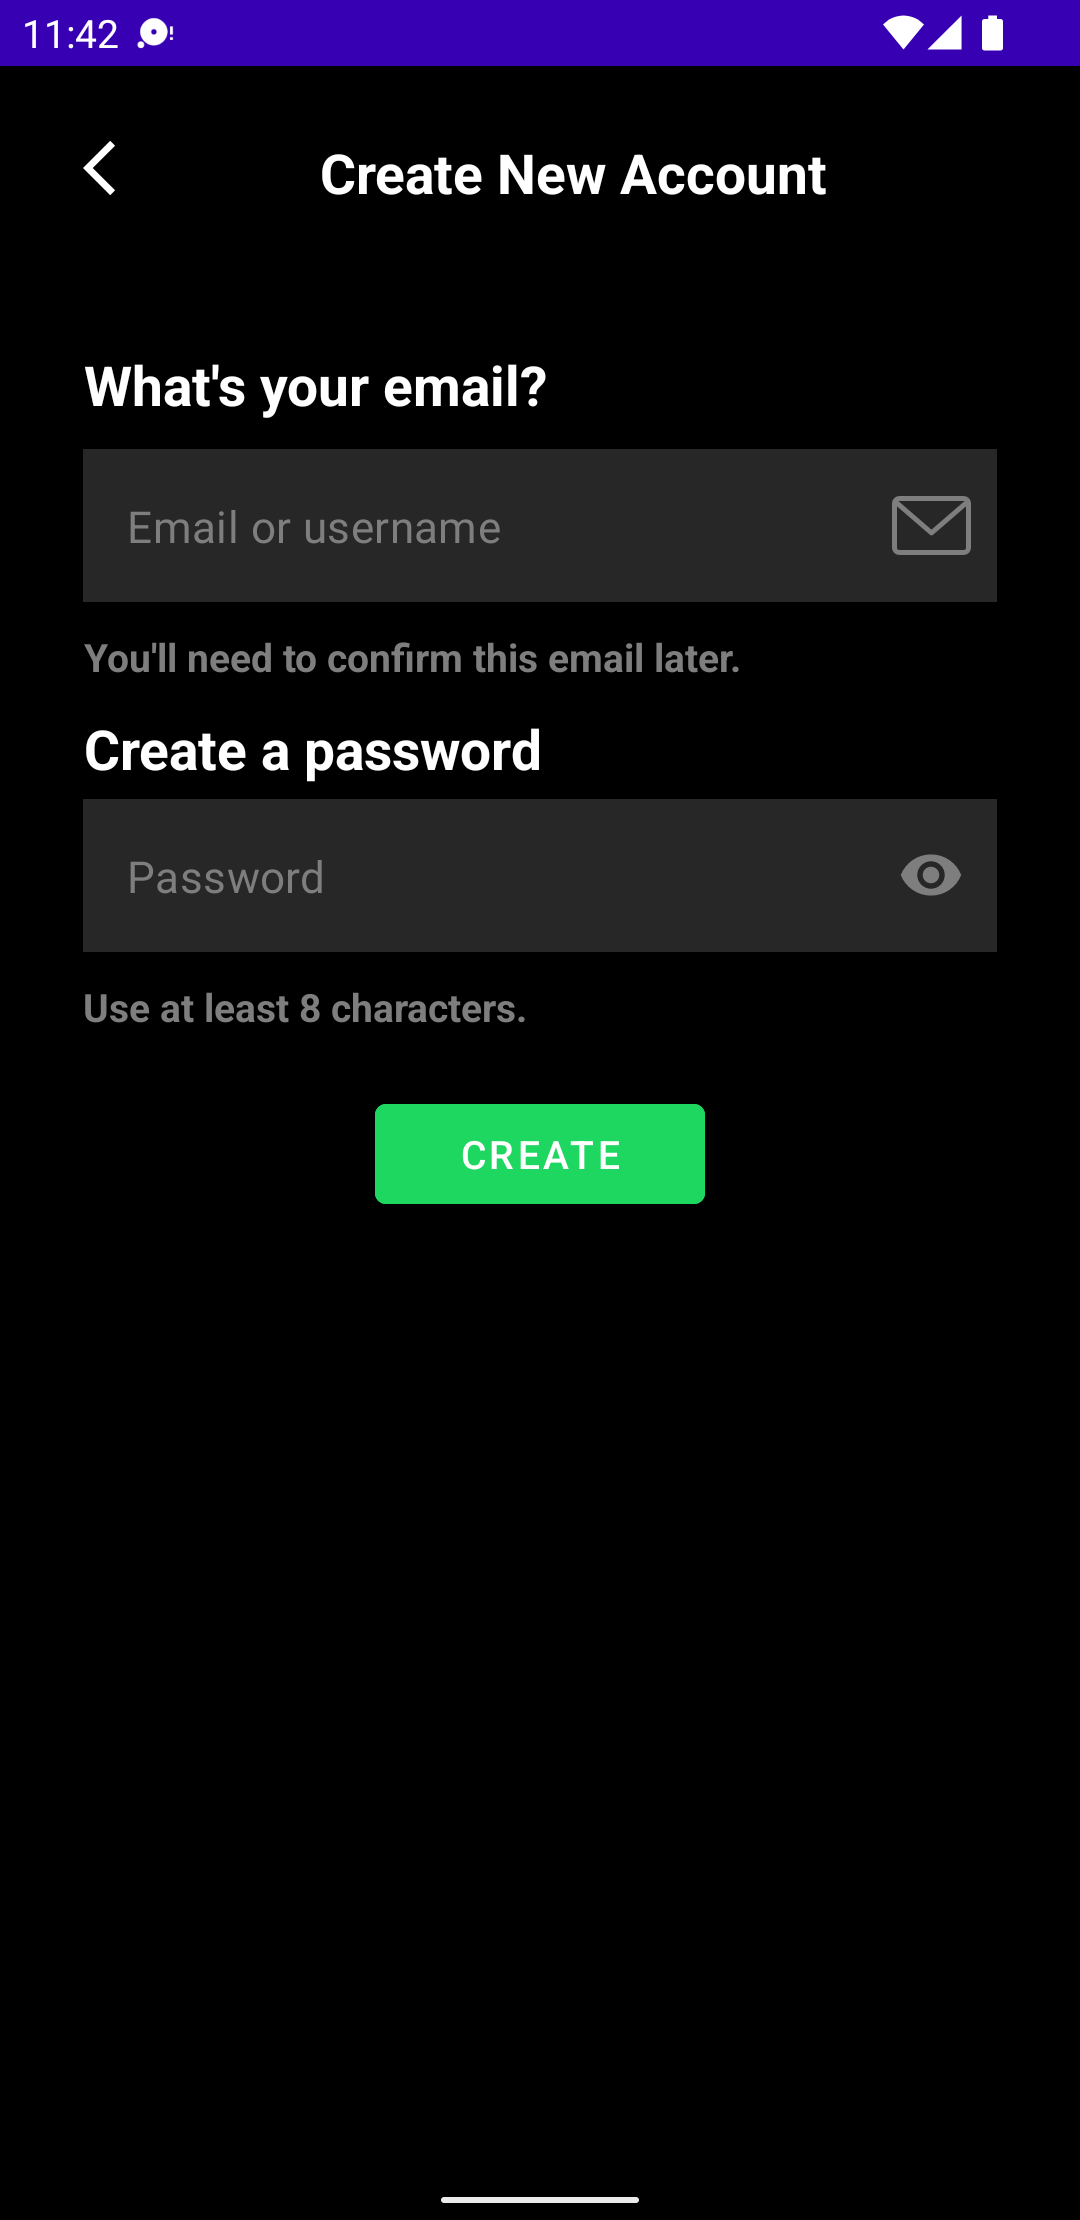 11:42
Create New Account
What's your email?
Email or username
You'll need to confirm this email later.
Create a password
Password
Use at least 8 characters.
CREATE